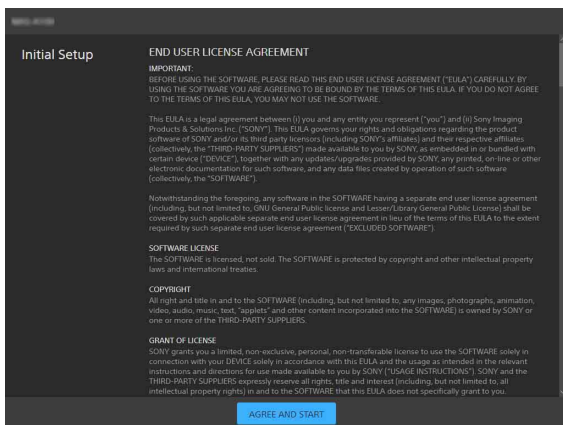 Initial Setup
END USER LICENSE AGREEMENT
IMPORTANT:
BEFORE USING THE SOFTWARE, PLEASE READ THIS END USER LICENSE AGREEMENT ("EULA") CAREFULLY. BY
USING THE SOFTWARE YOU ARE AGREEING TO BE BOUND BY THE TERMS OF THIS EULA. IF YOU DO NOT AGREE
TO THE TERMS OF THIS EULA, YOU MAY NOT USE THE SOFTWARE.
This EULA is a legal agreement between (i) you and any entity you represent ("you") and (ii) Sony Imaging
Products & Solutions Inc. ("SONY"). This EULA governs your rights and obligations regarding the product
software of SONY and/or its third party licensors (including SONY's affiliates) and their respective affiliates
(collectively, the "THIRD-PARTY SUPPLIERS") made available to you by SONY, as embedded in or bundled with
certain device ("DEVICE"), together with any updates/upgrades provided by SONY, any printed, on-line or other
electronic documentation for such software, and any data files created by operation of such software
(collectively, the "SOFTWARE").
Notwithstanding the foregoing, any software in the SOFTWARE having a separate end user license agreement
(including, but not limited to, GNU General Public license and Lesser/Library General Public License) shall be
covered by such applicable separate end user license agreement in lieu of the terms of this EULA to the extent
required by such separate end user license agreement ("EXCLUDED SOFTWARE").
SOFTWARE LICENSE
The SOFTWARE is licensed, not sold. The SOFTWARE is protected by copyright and other intellectual property
laws and international treaties.
COPYRIGHT
All right and title in and to the SOFTWARE (including, but not limited to, any images, photographs, animation,
video, audio, music, text, "applets" and other content incorporated into the SOFTWARE) is owned by SONY or
one or more of the THIRD-PARTY SUPPLIERS.
GRANT OF LICENSE
SONY grants you a limited, non-exclusive, personal, non-transferable license to use the SOFTWARE solely in
connection with your DEVICE solely in accordance with this EULA and the usage as intended in the relevant
instructions and directions for use made available to you by SONY ("USAGE INSTRUCTIONS"). SONY and the
THIRD-PARTY SUPPLIERS expressly reserve all rights, title and interest (including, but not limited to, all
intellectual property rights) in and to the SOFTWARE that this EULA does not specifically grant to you.
AGREE AND START